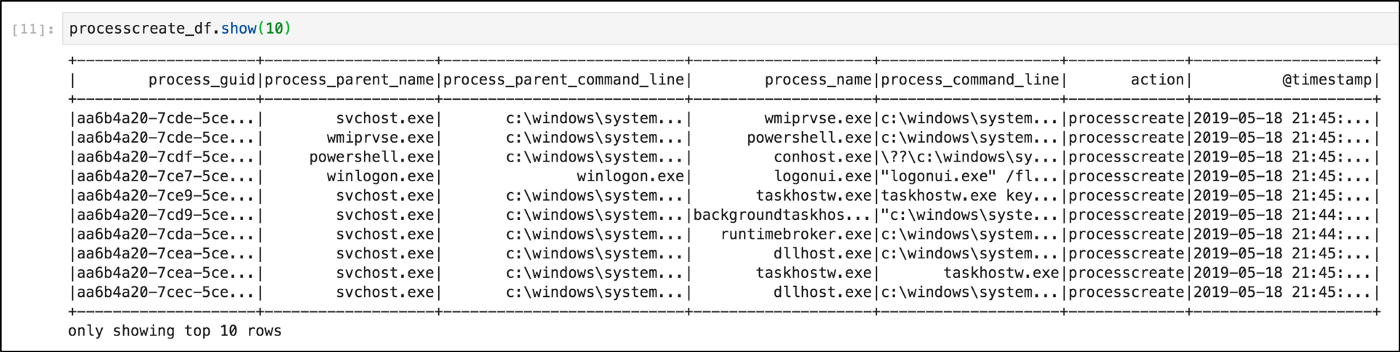 [11]: processcreate_df.show(10)
+--------------------+-------------------+---------------------------+--------------------+--------------------+-------------+--------------------+
|        process_guid|process_parent_name|process_parent_command_line|        process_name|process_command_line|       action|          @timestamp|
+--------------------+-------------------+---------------------------+--------------------+--------------------+-------------+--------------------+
|aa6b4a20-7cde-5ce...|        svchost.exe|       c:\windows\system...|        wmiprvse.exe|c:\windows\system...|processcreate|2019-05-18 21:45:...|
|aa6b4a20-7cde-5ce...|       wmiprvse.exe|       c:\windows\system...|      powershell.exe|c:\windows\system...|processcreate|2019-05-18 21:45:...|
|aa6b4a20-7cdf-5ce...|     powershell.exe|       c:\windows\system...|         conhost.exe|\??\c:\windows\sy...|processcreate|2019-05-18 21:45:...|
|aa6b4a20-7ce7-5ce...|       winlogon.exe|               winlogon.exe|         logonui.exe|"logonui.exe" /fl...|processcreate|2019-05-18 21:45:...|
|aa6b4a20-7ce9-5ce...|        svchost.exe|       c:\windows\system...|       taskhostw.exe|taskhostw.exe key...|processcreate|2019-05-18 21:45:...|
|aa6b4a20-7cd9-5ce...|        svchost.exe|       c:\windows\system...|backgroundtaskhos...|"c:\windows\syste...|processcreate|2019-05-18 21:44:...|
|aa6b4a20-7cda-5ce...|        svchost.exe|       c:\windows\system...|   runtimebroker.exe|c:\windows\system...|processcreate|2019-05-18 21:44:...|
|aa6b4a20-7cea-5ce...|        svchost.exe|       c:\windows\system...|         dllhost.exe|c:\windows\system...|processcreate|2019-05-18 21:45:...|
|aa6b4a20-7cea-5ce...|        svchost.exe|       c:\windows\system...|       taskhostw.exe|       taskhostw.exe|processcreate|2019-05-18 21:45:...|
|aa6b4a20-7cec-5ce...|        svchost.exe|       c:\windows\system...|         dllhost.exe|c:\windows\system...|processcreate|2019-05-18 21:45:...|
+--------------------+-------------------+---------------------------+--------------------+--------------------+-------------+--------------------+
only showing top 10 rows